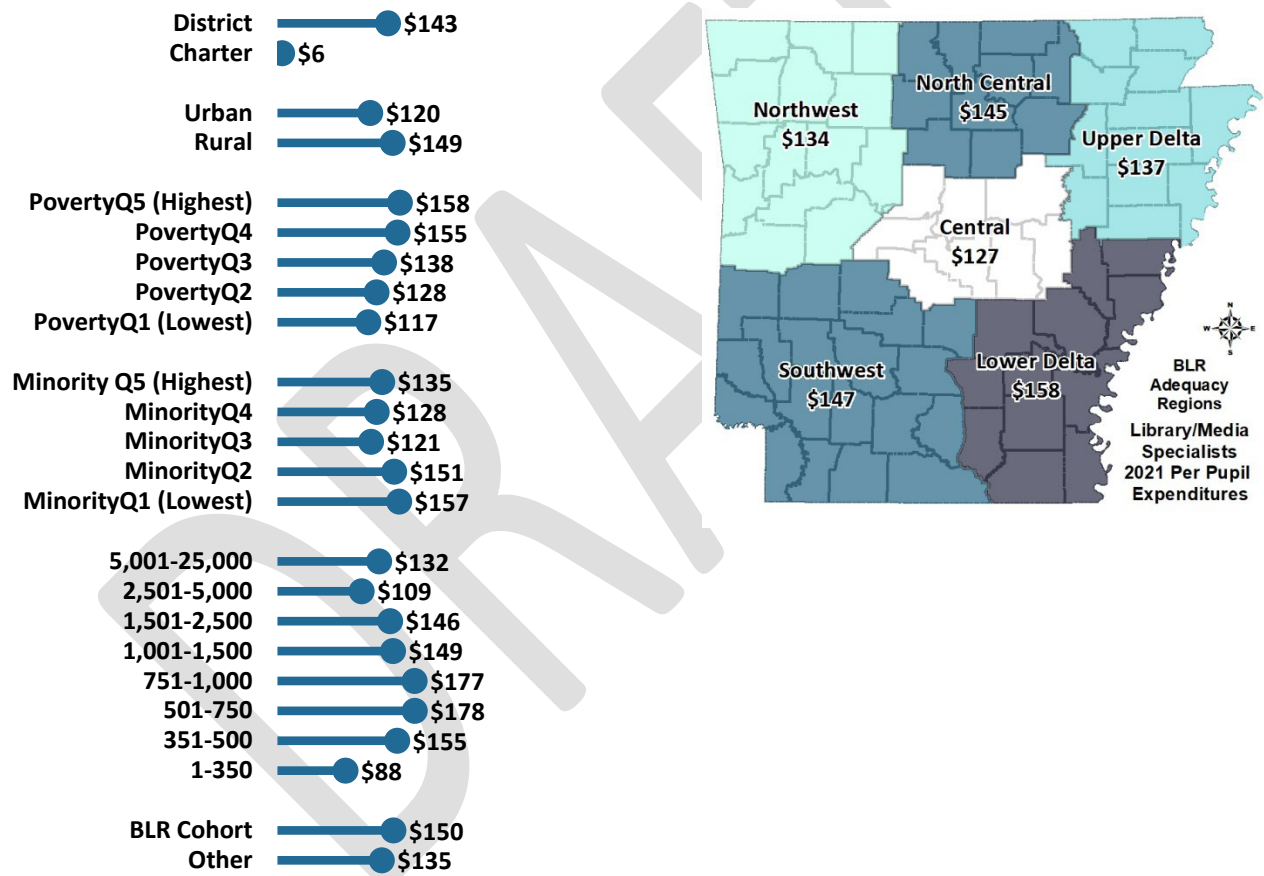 District $143
Charter $6
Urban $120
Rural $149
PovertyQ5 (Highest) $158
PovertyQ4 $155
PovertyQ3 $138
PovertyQ2 $128
PovertyQ1 (Lowest) $117
Minority Q5 (Highest) $135
MinorityQ4 $128
MinorityQ3 $121
MinorityQ2 $151
MinorityQ1 (Lowest) $157
5,001-25,000 $132
2,501-5,000 $109
1,501-2,500 $146
1,001-1,500 $149
751-1,000 $177
501-750 $178
351-500 $155
1-350 $88
BLR Cohort $150
Other $135
Northwest
$134
North Central
$145
Upper Delta
$137
Central
$127
Southwest
$147
Lower Delta
$158
N
W E
S
BLR
Adequacy
Regions
Library/Media
Specialists
2021 Per Pupil
Expenditures
DRA